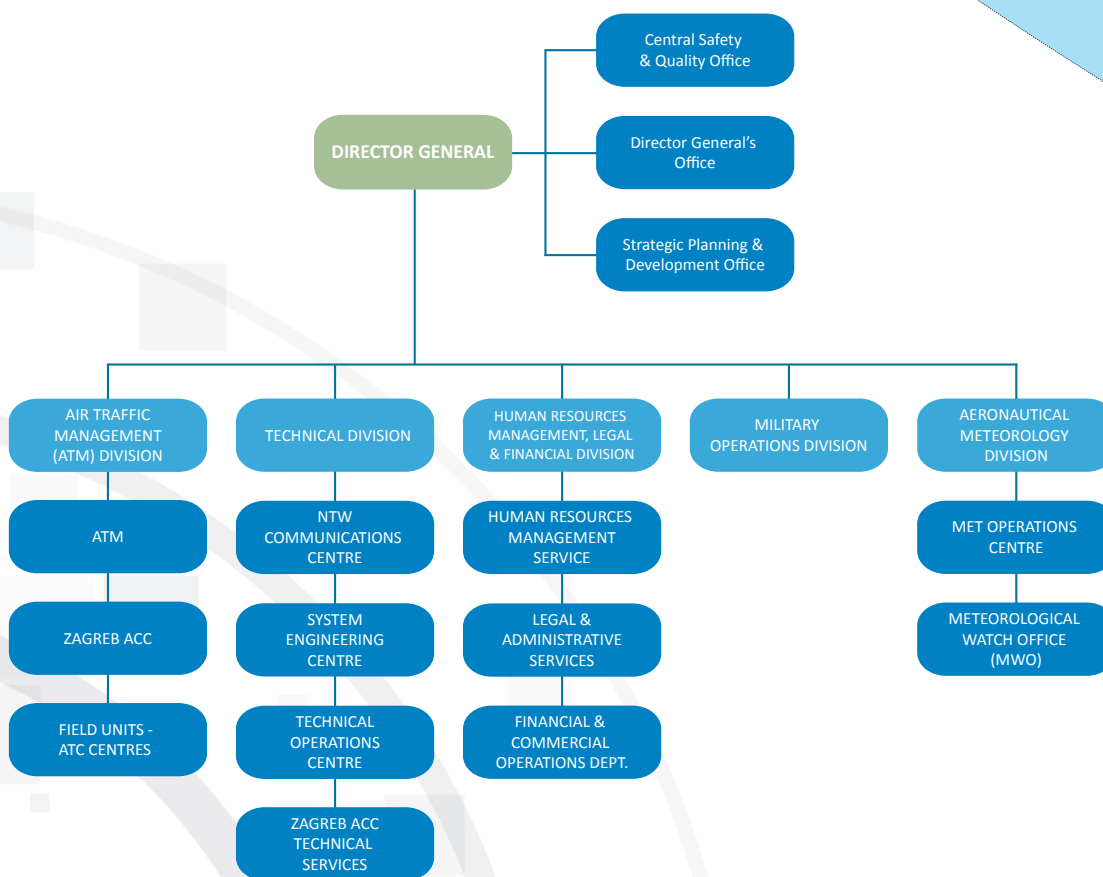 Central Safety
& Quality Office
DIRECTOR GENERAL
Director General's
Office
Strategic Planning &
Development Office
AIR TRAFFIC
MANAGEMENT
(ATM) DIVISION
TECHNICAL DIVISION
HUMAN RESOURCES
MANAGEMENT, LEGAL
& FINANCIAL DIVISION
MILITARY
OPERATIONS DIVISION
AERONAUTICAL
METEOROLOGY
DIVISION
ATM
NTW
COMMUNICATIONS
CENTRE
HUMAN RESOURCES
MANAGEMENT
SERVICE
MET OPERATIONS
CENTRE
ZAGREB ACC
SYSTEM
ENGINEERING
CENTRE
LEGAL &
ADMINISTRATIVE
SERVICES
METEOROLOGICAL
WATCH OFFICE
(MWO)
FIELD UNITS -
ATC CENTRES
TECHNICAL
OPERATIONS
CENTRE
FINANCIAL &
COMMERCIAL
OPERATIONS DEPT.
ZAGREB ACC
TECHNICAL
SERVICES